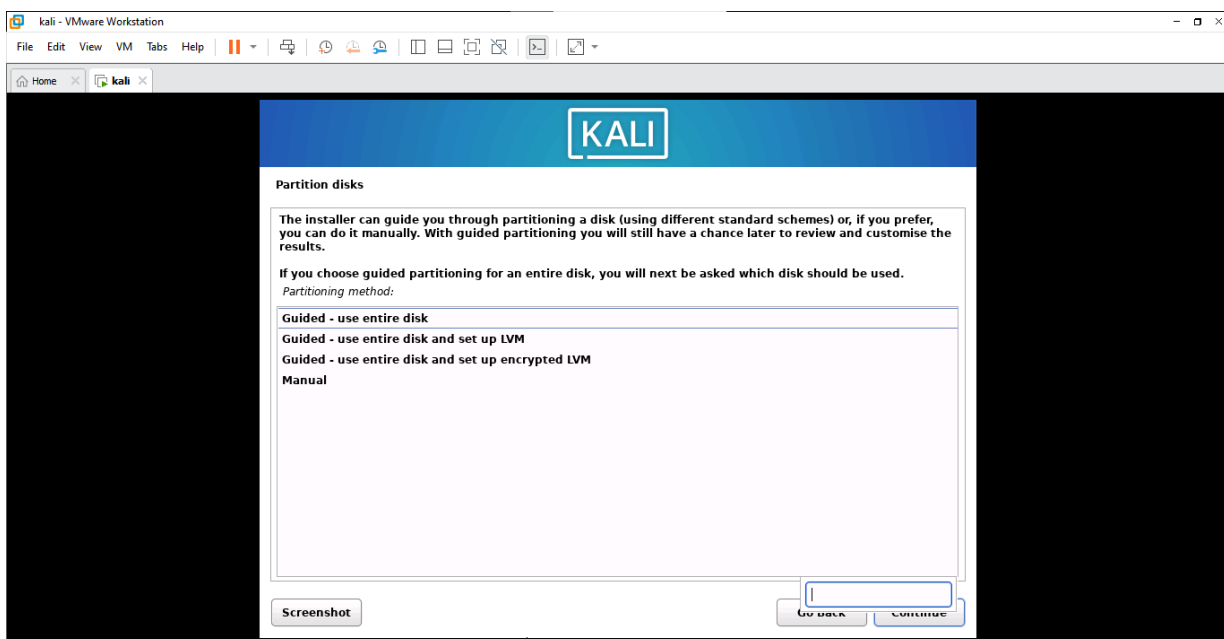 kali - VMware Workstation
File Edit View VM Tabs Help
Home kali
KALI
Partition disks
The installer can guide you through partitioning a disk (using different standard schemes) or, if you prefer,
you can do it manually. With guided partitioning you will still have a chance later to review and customise the
results.
If you choose guided partitioning for an entire disk, you will next be asked which disk should be used.
Partitioning method:
Guided - use entire disk
Guided - use entire disk and set up LVM
Guided - use entire disk and set up encrypted LVM
Manual
Screenshot Go Back Continue